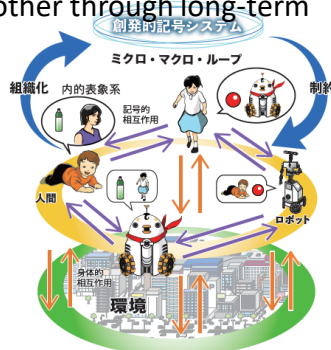 other through long-term
創発的記号システム
ミクロ・マクロ・ループ
組織化
制約
内的表象系
記号的
相互作用
人間
ロボット
身体的
相互作用
環境